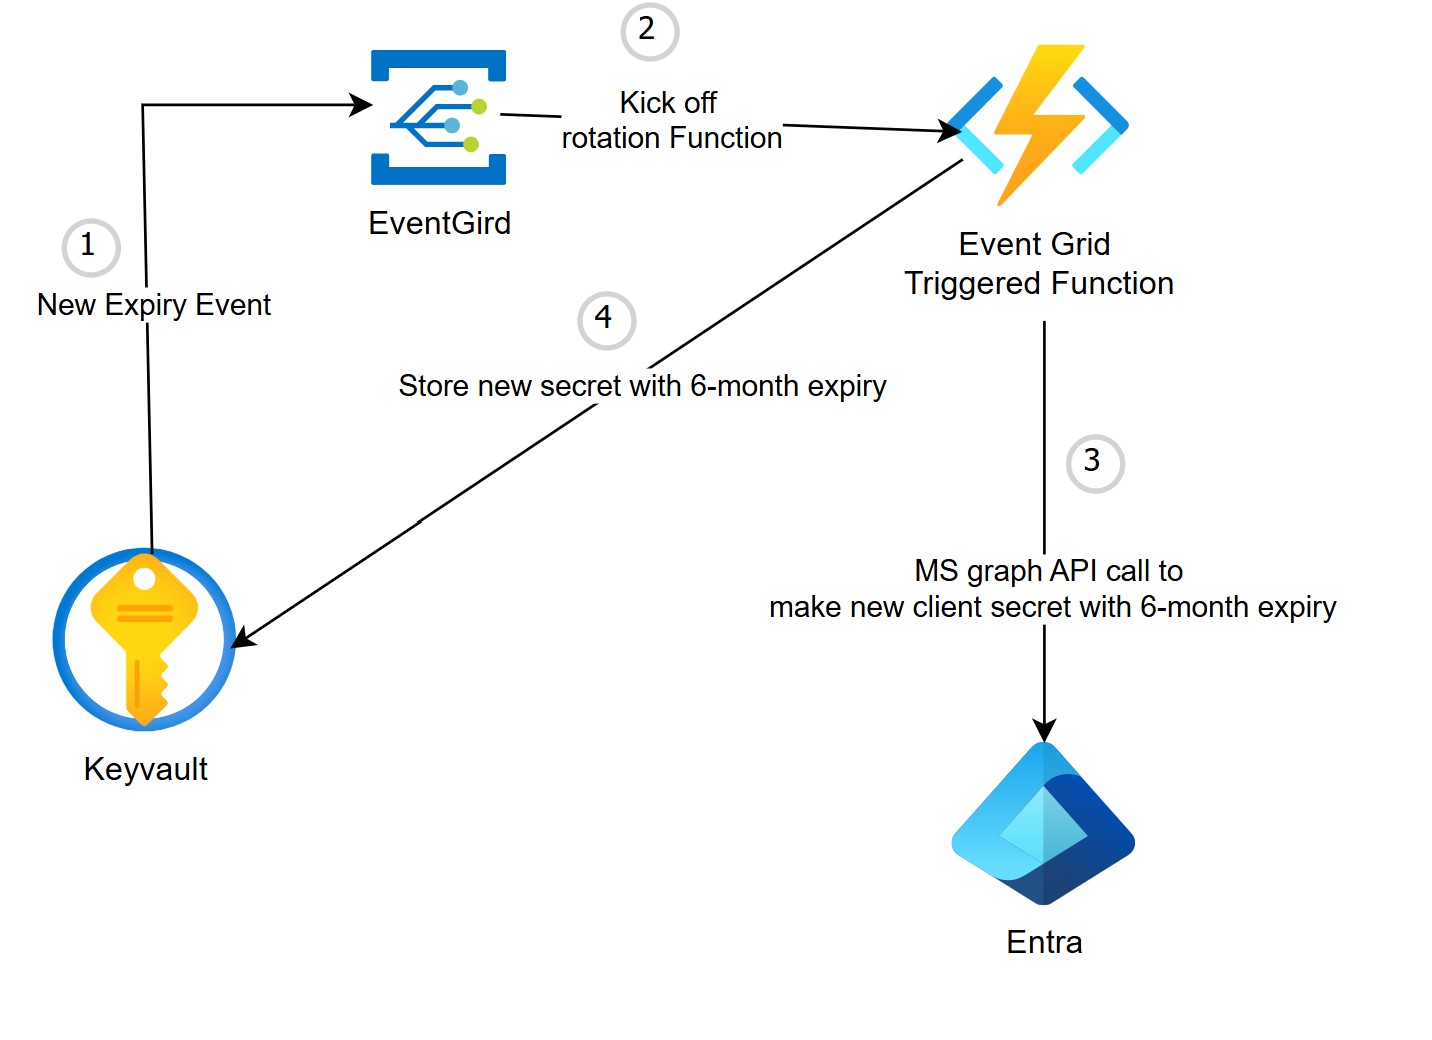 2
Kick off
rotation Function
EventGird
1
New Expiry Event
Event Grid
Triggered Function
4
Store new secret with 6-month expiry
3
MS graph API call to
make new client secret with 6-month expiry
Keyvault
Entra